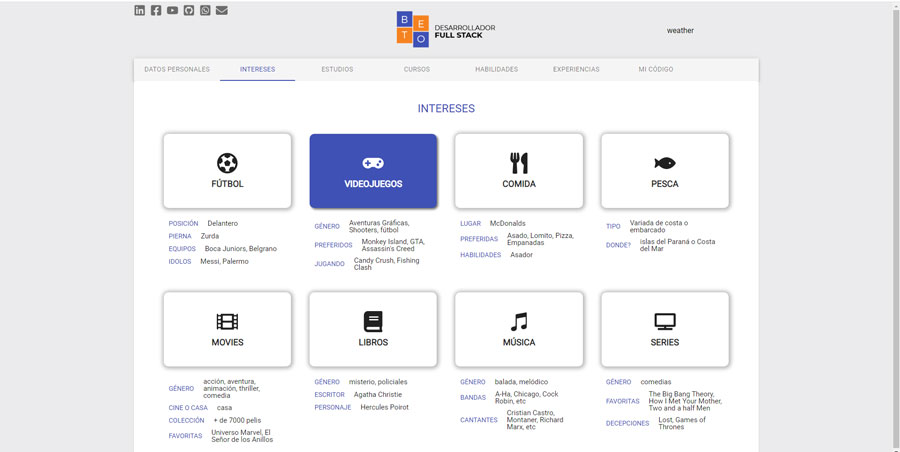 B E
T O
DESARROLLADOR
FULL STACK
weather
DATOS PERSONALES INTERESES ESTUDIOS CURSOS HABILIDADES EXPERIENCIAS MI CÓDIGO
INTERESES
FÚTBOL
POSICIÓN Delantero
PIERNA Zurda
EQUIPOS Boca Juniors, Belgrano
IDOLOS Messi, Palermo
VIDEOJUEGOS
GÉNERO Aventuras Gráficas,
Shooters, fútbol
PREFERIDOS Monkey Island, GTA,
Assassin's Creed
JUGANDO Candy Crush, Fishing
Clash
COMIDA
LUGAR McDonalds
PREFERIDAS Asado, Lomito, Pizza,
Empanadas
HABILIDADES Asador
PESCA
TIPO Variada de costa o
embarcado
DONDE? islas del Paraná o Costa
del Mar
MOVIES
GÉNERO acción, aventura,
animación, thriller,
comedia
CINE O CASA casa
COLECCIÓN + de 7000 pelis
FAVORITAS Universo Marvel, El
Señor de los Anillos
LIBROS
GÉNERO misterio, policiales
ESCRITOR Agatha Christie
PERSONAJE Hercules Poirot
MÚSICA
GÉNERO balada, melódico
BANDAS A-Ha, Chicago, Cock
Robin, etc
CANTANTES Cristian Castro,
Montaner, Richard
Marx, etc
SERIES
GÉNERO comedias
FAVORITAS The Big Bang Theory,
How I Met Your Mother,
Two and a half Men
DECEPCIONES Lost, Games of
Thrones